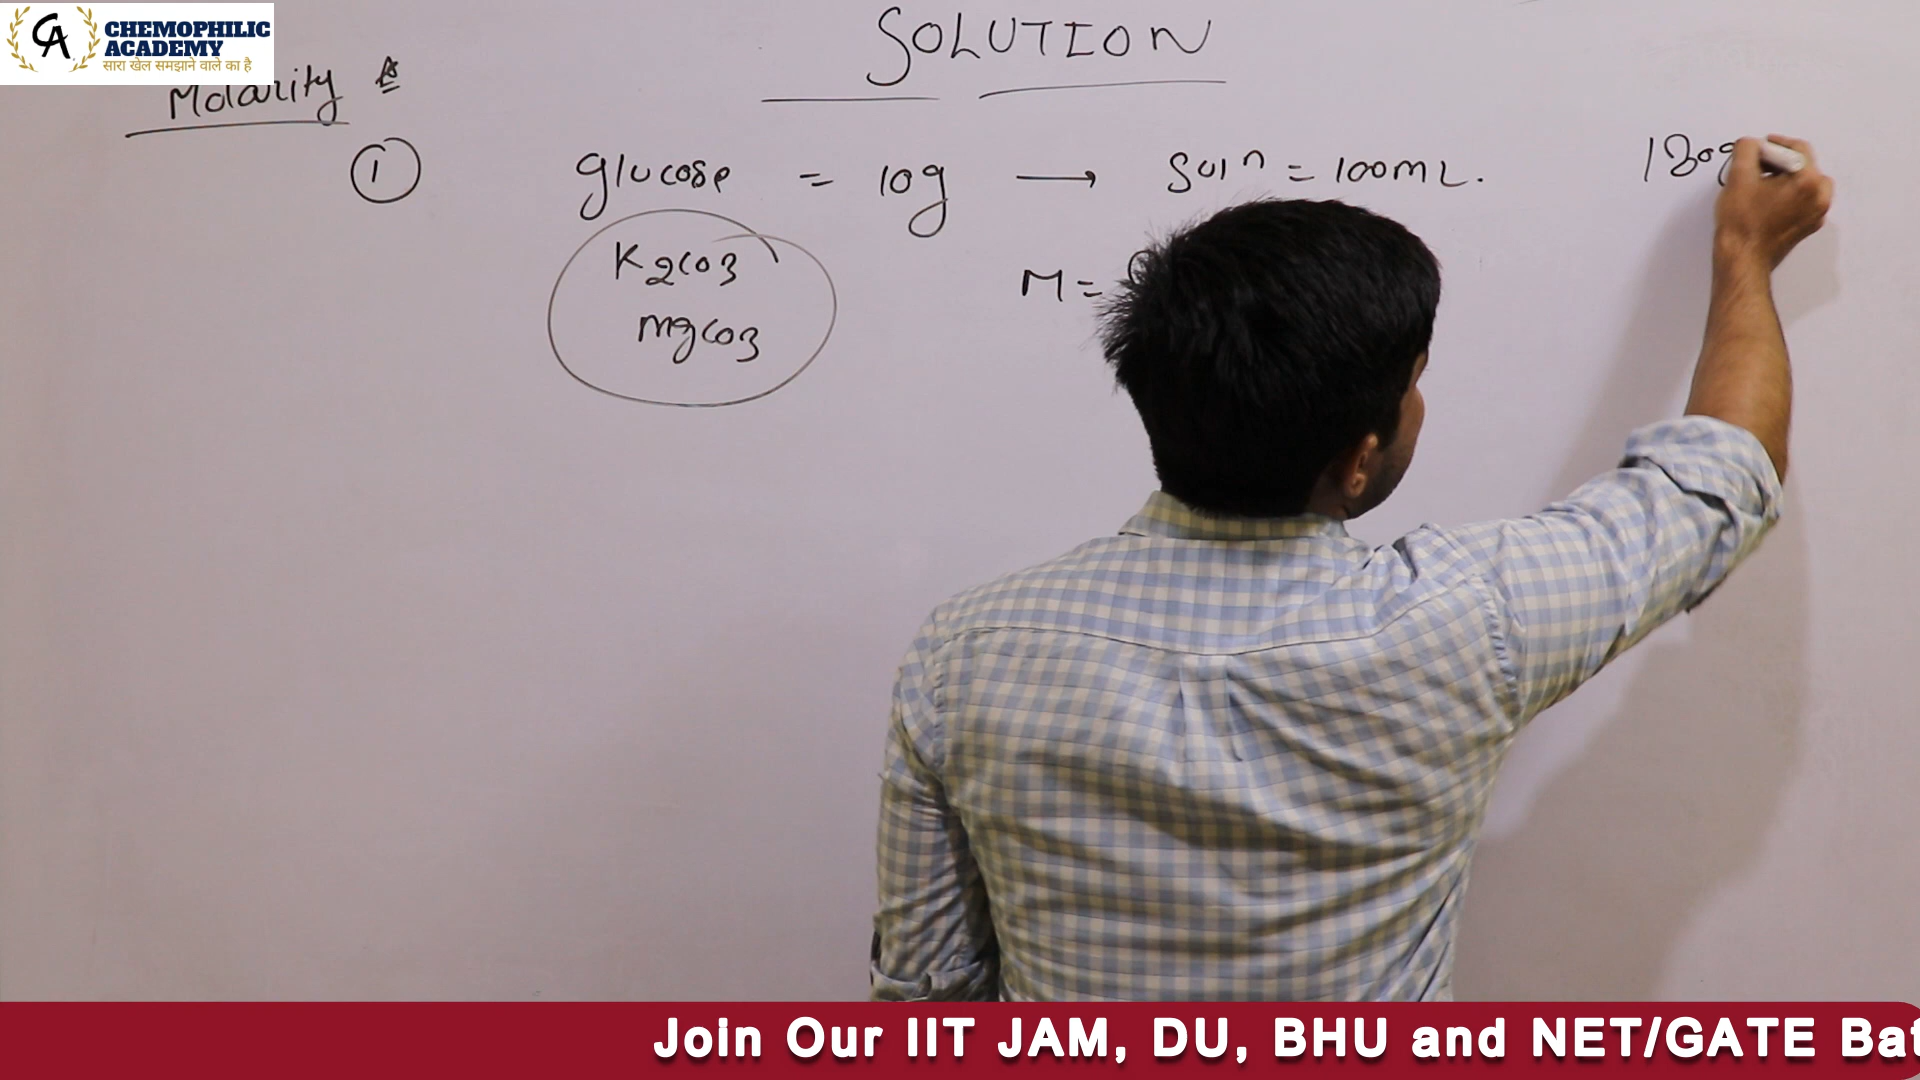 CA CHEMOPHILIC
ACADEMY
सारा खेल समझाने वाले का है
SOLUTION
Molarity
① glucose = 10g → Solⁿ = 100mL. 180g
K2CO3
MgCO3
M =
Join Our IIT JAM, DU, BHU and NET/GATE Bat